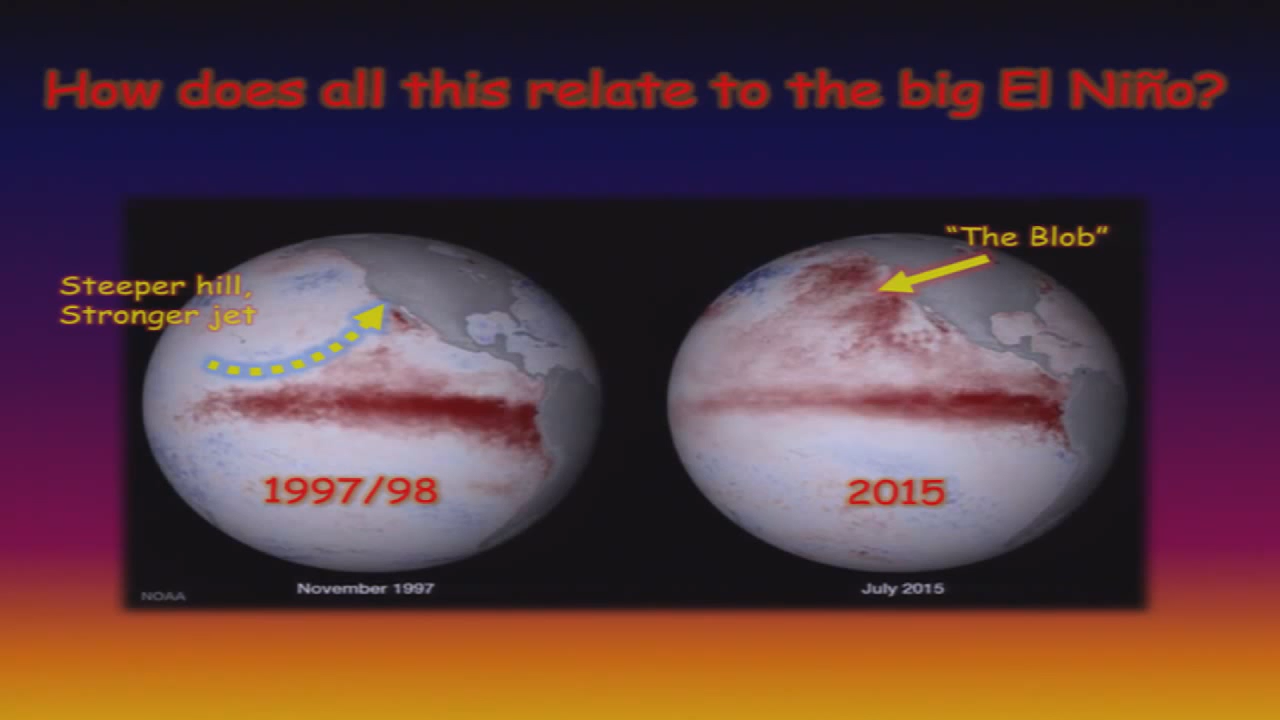 How does all this relate to the big El Niño?
"The Blob"
Steeper hill,
Stronger jet
1997/98
2015
November 1997
July 2015
NOAA